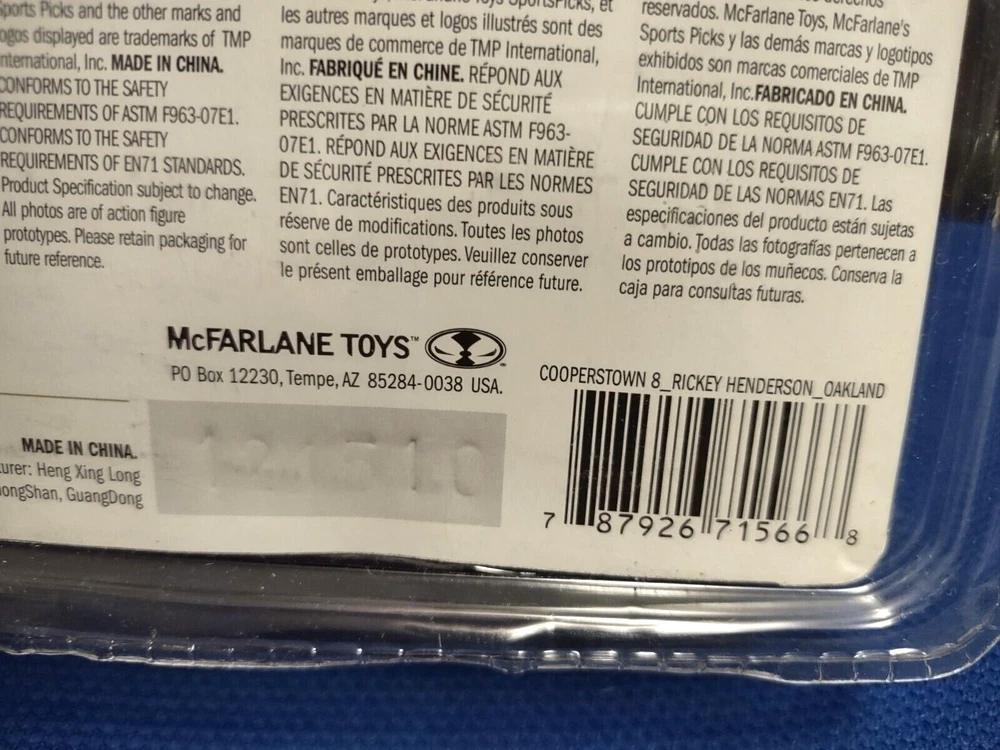 Sports Picks and the other marks and
logos displayed are trademarks of TMP
International, Inc. MADE IN CHINA.
CONFORMS TO THE SAFETY
REQUIREMENTS OF ASTM F963-07E1.
CONFORMS TO THE SAFETY
REQUIREMENTS OF EN71 STANDARDS.
Product Specification subject to change.
All photos are of action figure
prototypes. Please retain packaging for
future reference.
Toys SportsPicks, et
les autres marques et logos illustrés sont des
marques de commerce de TMP International,
Inc. FABRIQUÉ EN CHINE. RÉPOND AUX
EXIGENCES EN MATIÈRE DE SÉCURITÉ
PRESCRITES PAR LA NORME ASTM F963-
07E1. RÉPOND AUX EXIGENCES EN MATIÈRE
DE SÉCURITÉ PRESCRITES PAR LES NORMES
EN71. Caractéristiques des produits sous
réserve de modifications. Toutes les photos
sont celles de prototypes. Veuillez conserver
le présent emballage pour référence future.
reservados. McFarlane Toys, McFarlane's
Sports Picks y las demás marcas y logotipos
exhibidos son marcas comerciales de TMP
International, Inc.FABRICADO EN CHINA.
CUMPLE CON LOS REQUISITOS DE
SEGURIDAD DE LA NORMA ASTM F963-07E1.
CUMPLE CON LOS REQUISITOS DE
SEGURIDAD DE LAS NORMAS EN71. Las
especificaciones del producto están sujetas
a cambio. Todas las fotografías pertenecen a
los prototipos de los muñecos. Conserva la
caja para consultas futuras.
McFARLANE TOYS™
PO Box 12230, Tempe, AZ 85284-0038 USA.
COOPERSTOWN 8_RICKEY HENDERSON_OAKLAND
7 87926 71566 8
MADE IN CHINA.
urer: Heng Xing Long
ongShan, GuangDong